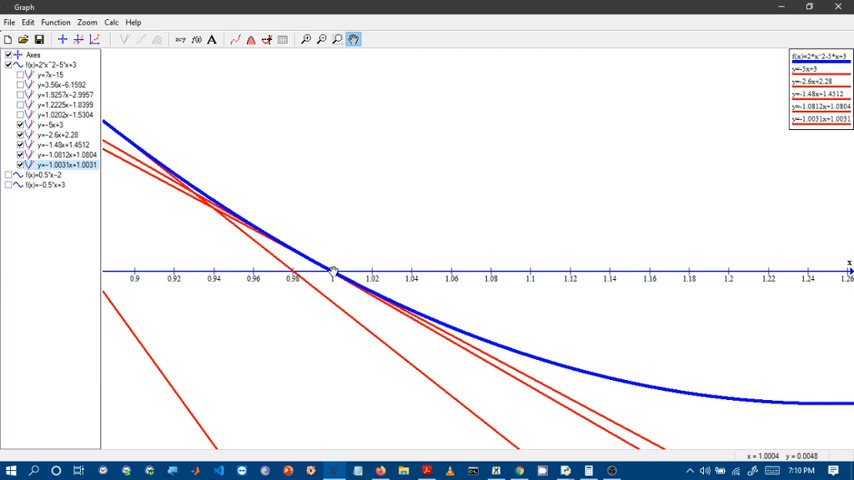 Graph
File Edit Function Zoom Calc Help
Axes
f(x)=2*x^2-5*x+3
y=7x-15
y=3.56x-6.1592
y=1.9257x-2.9957
y=1.2225x-1.8399
y=1.0202x-1.5304
y=-5x+3
y=-2.6x+2.28
y=-1.48x+1.4512
y=-1.0812x+1.0804
y=-1.0031x+1.0031
f(x)=0.5*x-2
f(x)=-0.5*x+3
f(x)=2*x^2-5*x+3
y=-5x+3
y=-2.6x+2.28
y=-1.48x+1.4512
y=-1.0812x+1.0804
y=-1.0031x+1.0031
x
0.9 0.92 0.94 0.96 0.98 1 1.02 1.04 1.06 1.08 1.1 1.12 1.14 1.16 1.18 1.2 1.22 1.24 1.26
x = 1.0004 y = 0.0048
7:10 PM